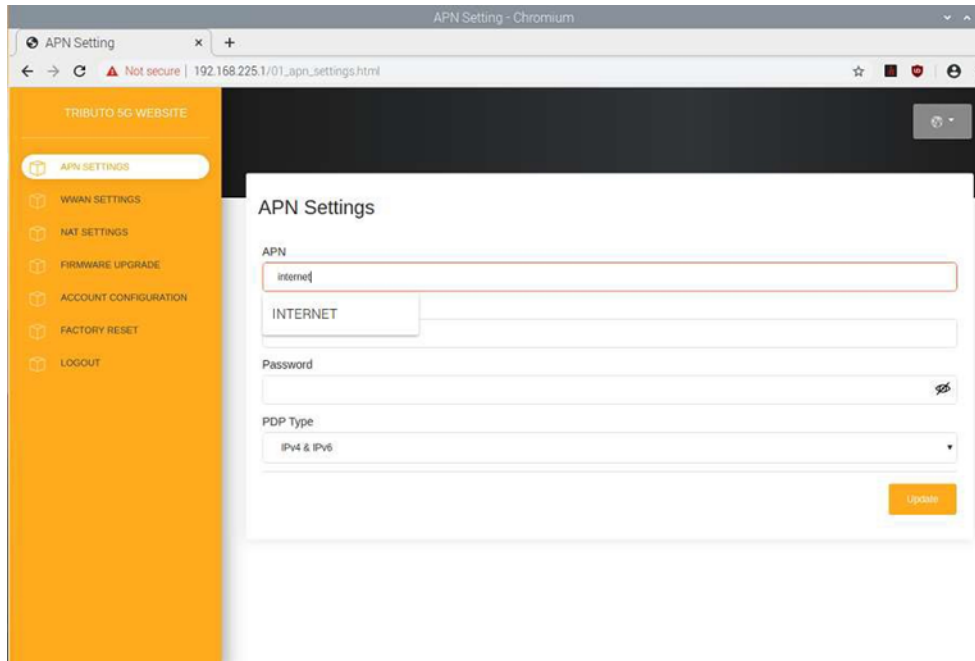 APN Setting - Chromium
APN Setting
Not secure | 192.168.225.1/01_apn_settings.html
TRIBUTO 5G WEBSITE
APN SETTINGS
WWAN SETTINGS
NAT SETTINGS
FIRMWARE UPGRADE
ACCOUNT CONFIGURATION
FACTORY RESET
LOGOUT
APN Settings
APN
internet
INTERNET
Password
PDP Type
IPv4 & IPv6
Update